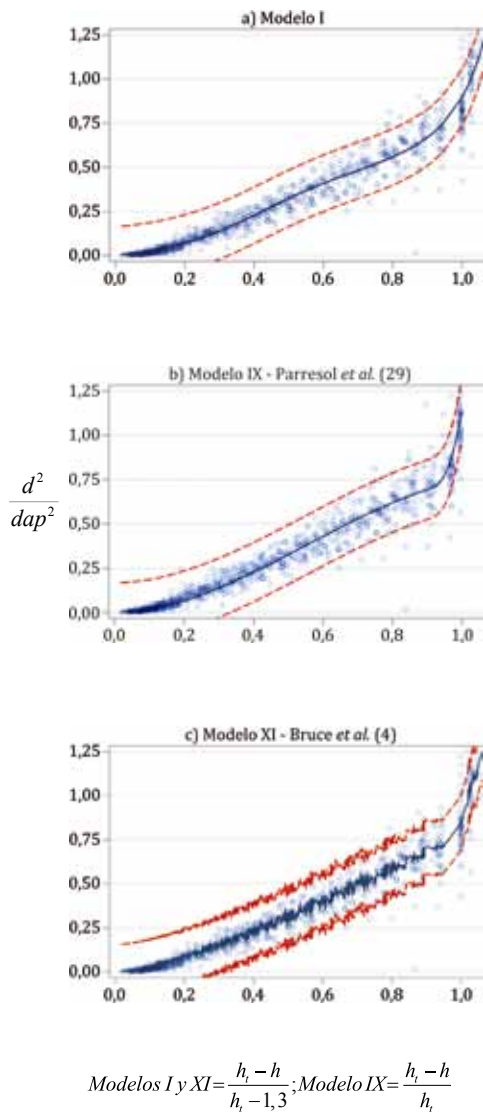 a) Modelo I
1,25
1,00
0,75
0,50
0,25
0,00
0,0 0,2 0,4 0,6 0,8 1,0
b) Modelo IX - Parresol et al. (29)
1,25
1,00
0,75
0,50
0,25
0,00
0,0 0,2 0,4 0,6 0,8 1,0
d²
dap²
c) Modelo XI - Bruce et al. (4)
1,25
1,00
0,75
0,50
0,25
0,00
0,0 0,2 0,4 0,6 0,8 1,0
Modelos I y XI = (h_t − h)/(h_t − 1,3); Modelo IX = (h_t − h)/h_t